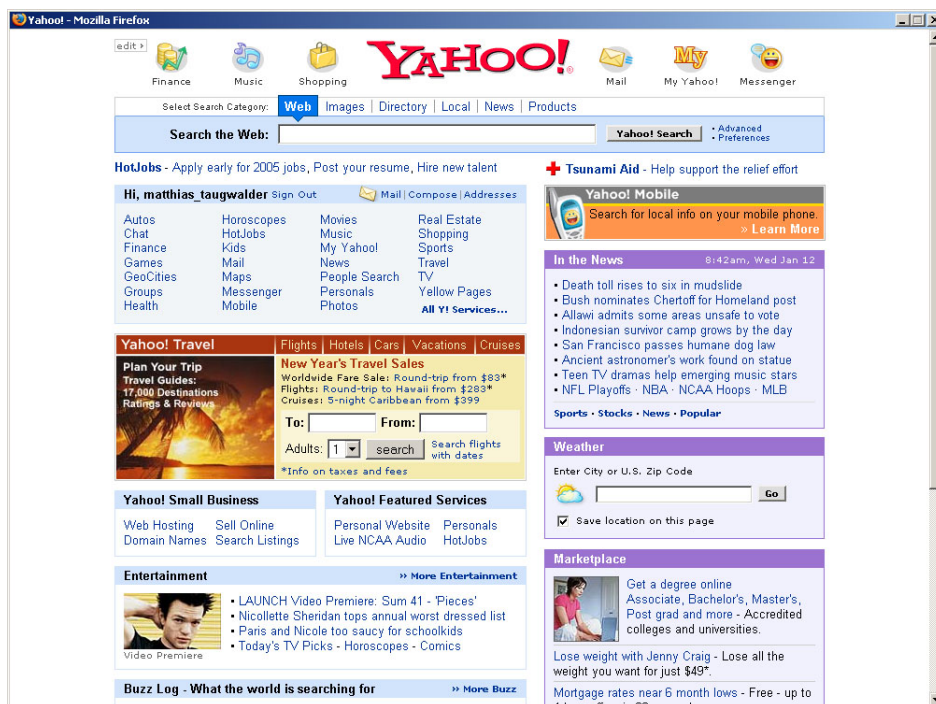 Yahoo! - Mozilla Firefox
edit
Finance
Music
Shopping
YAHOO!
Mail
My
My Yahoo!
Messenger
Select Search Category: Web Images | Directory | Local | News | Products
Search the Web:
Yahoo! Search
• Advanced
• Preferences
HotJobs - Apply early for 2005 jobs, Post your resume, Hire new talent
Hi, matthias_taugwalder Sign Out
Mail | Compose | Addresses
Autos Horoscopes Movies Real Estate
Chat HotJobs Music Shopping
Finance Kids My Yahoo! Sports
Games Mail News Travel
GeoCities Maps People Search TV
Groups Messenger Personals Yellow Pages
Health Mobile Photos All Y! Services...
Yahoo! Travel Flights | Hotels | Cars | Vacations | Cruises
Plan Your Trip
Travel Guides:
17,000 Destinations
Ratings & Reviews
New Year's Travel Sales
Worldwide Fare Sale: Round-trip from $83*
Flights: Round-trip to Hawaii from $283*
Cruises: 5-night Caribbean from $399
To: From:
Adults: 1 search
Search flights
with dates
*Info on taxes and fees
Yahoo! Small Business
Web Hosting Sell Online
Domain Names Search Listings
Yahoo! Featured Services
Personal Website Personals
Live NCAA Audio HotJobs
Entertainment
›› More Entertainment
Video Premiere
• LAUNCH Video Premiere: Sum 41 - 'Pieces'
• Nicollette Sheridan tops annual worst dressed list
• Paris and Nicole too saucy for schoolkids
• Today's TV Picks - Horoscopes - Comics
Buzz Log - What the world is searching for
›› More Buzz
Tsunami Aid - Help support the relief effort
Yahoo! Mobile
Search for local info on your mobile phone.
» Learn More
In the News 8:42am, Wed Jan 12
• Death toll rises to six in mudslide
• Bush nominates Chertoff for Homeland post
• Allawi admits some areas unsafe to vote
• Indonesian survivor camp grows by the day
• San Francisco passes humane dog law
• Ancient astronomer's work found on statue
• Teen TV dramas help emerging music stars
• NFL Playoffs · NBA · NCAA Hoops · MLB
Sports • Stocks • News • Popular
Weather
Enter City or U.S. Zip Code
Go
Save location on this page
Marketplace
Get a degree online
Associate, Bachelor's, Master's,
Post grad and more - Accredited
colleges and universities.
Lose weight with Jenny Craig - Lose all the
weight you want for just $49*.
Mortgage rates near 6 month lows - Free - up to